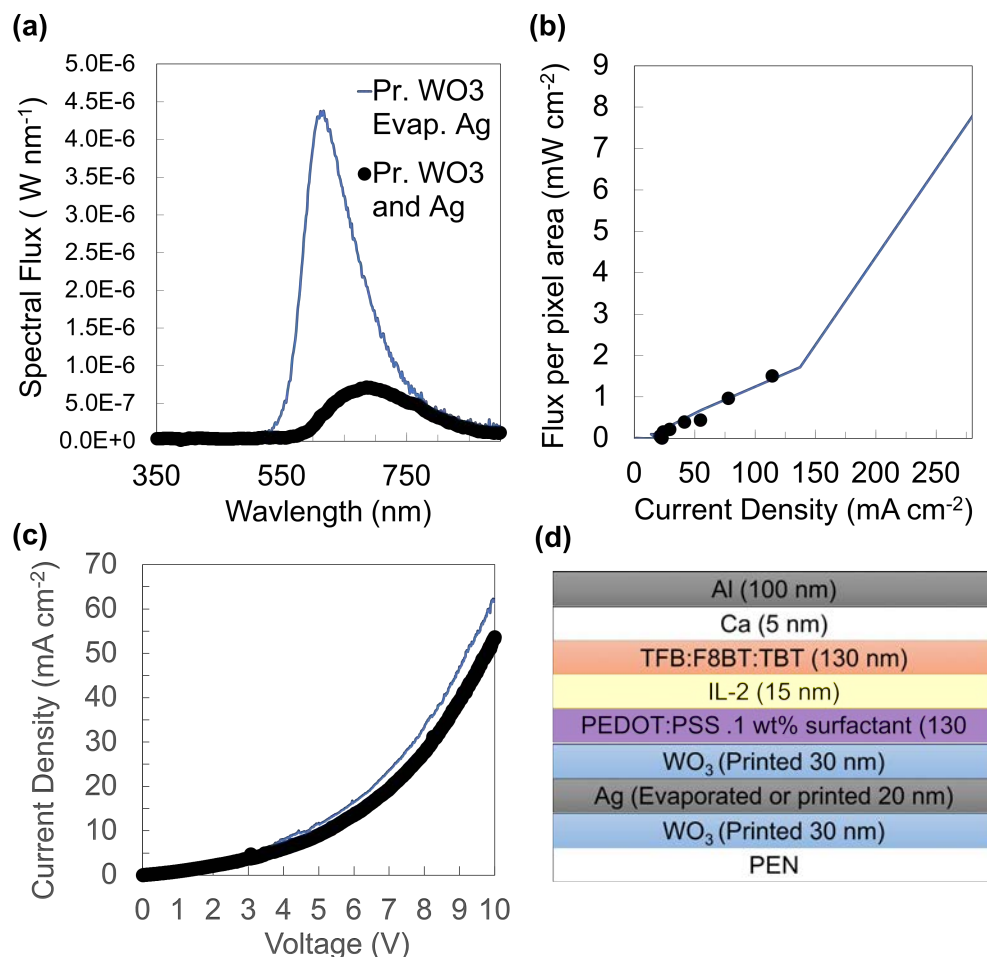 (a)
Spectral Flux ( W nm-1)
5.0E-6
4.5E-6
4.0E-6
3.5E-6
3.0E-6
2.5E-6
2.0E-6
1.5E-6
1.0E-6
5.0E-7
0.0E+0
Pr. WO3
Evap. Ag
Pr. WO3
and Ag
350 550 750
Wavlength (nm)
(b)
Flux per pixel area (mW cm-2)
9
8
7
6
5
4
3
2
1
0
0 50 100 150 200 250
Current Density (mA cm-2)
(c)
Current Density (mA cm-2)
70
60
50
40
30
20
10
0
0 1 2 3 4 5 6 7 8 9 10
Voltage (V)
(d)
Al (100 nm)
Ca (5 nm)
TFB:F8BT:TBT (130 nm)
IL-2 (15 nm)
PEDOT:PSS .1 wt% surfactant (130
WO3 (Printed 30 nm)
Ag (Evaporated or printed 20 nm)
WO3 (Printed 30 nm)
PEN